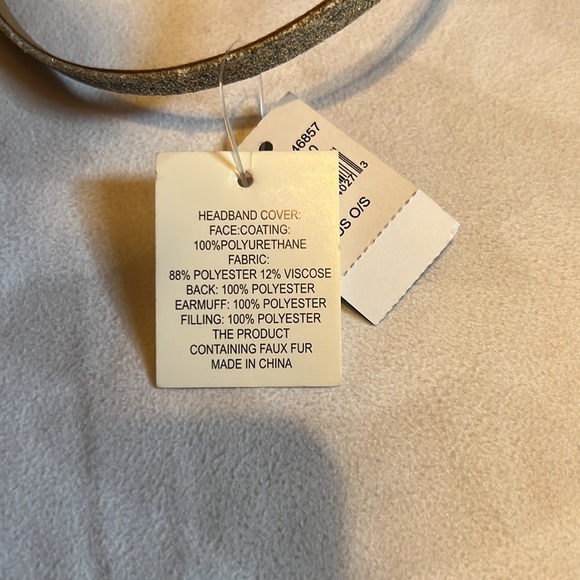 HEADBAND COVER:
FACE:COATING:
100%POLYURETHANE
FABRIC:
88% POLYESTER 12% VISCOSE
BACK: 100% POLYESTER
EARMUFF: 100% POLYESTER
FILLING: 100% POLYESTER
THE PRODUCT
CONTAINING FAUX FUR
MADE IN CHINA
46857
3
O/S